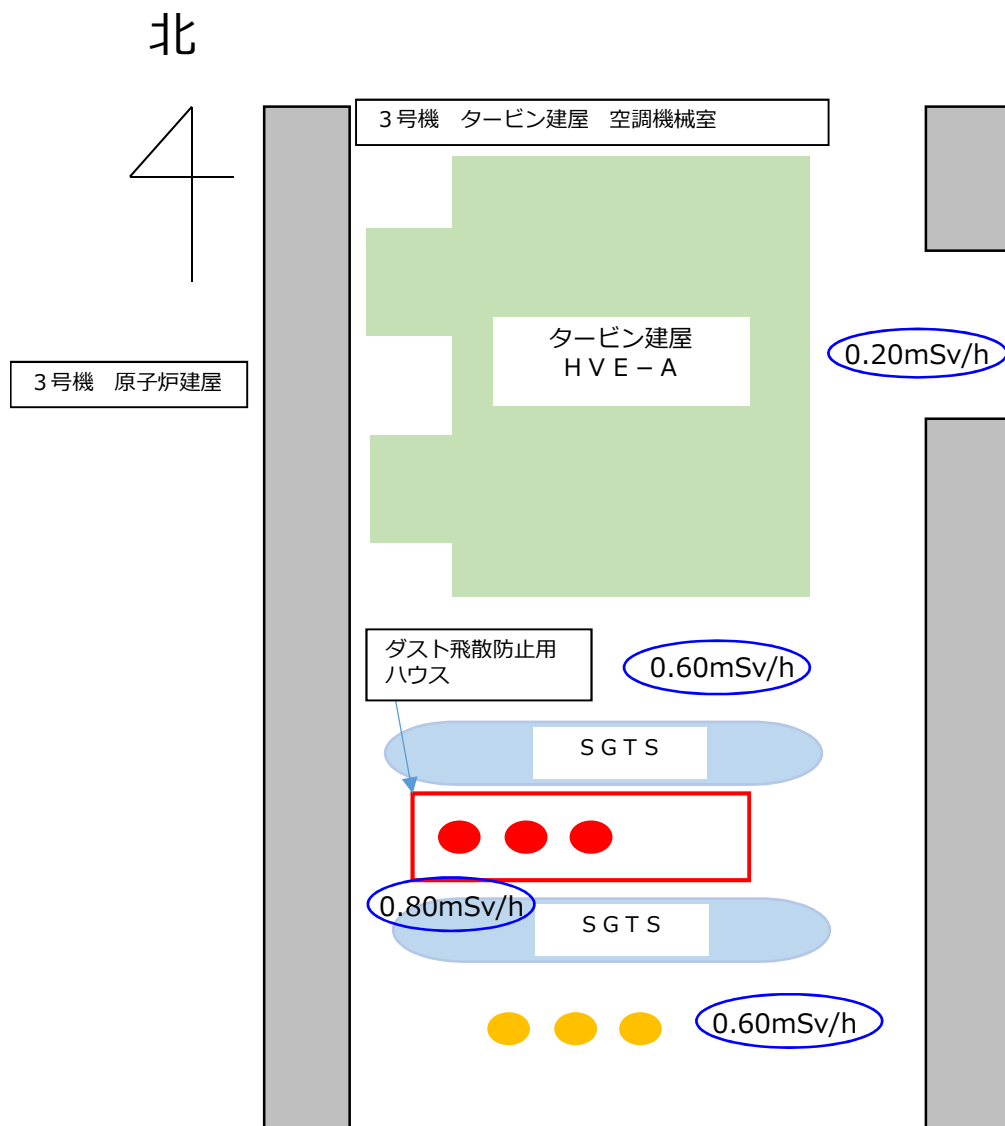 北
３号機　タービン建屋　空調機械室
タービン建屋
ＨＶＥ－Ａ
0.20mSv/h
３号機　原子炉建屋
ダスト飛散防止用
ハウス
0.60mSv/h
ＳＧＴＳ
0.80mSv/h
ＳＧＴＳ
0.60mSv/h